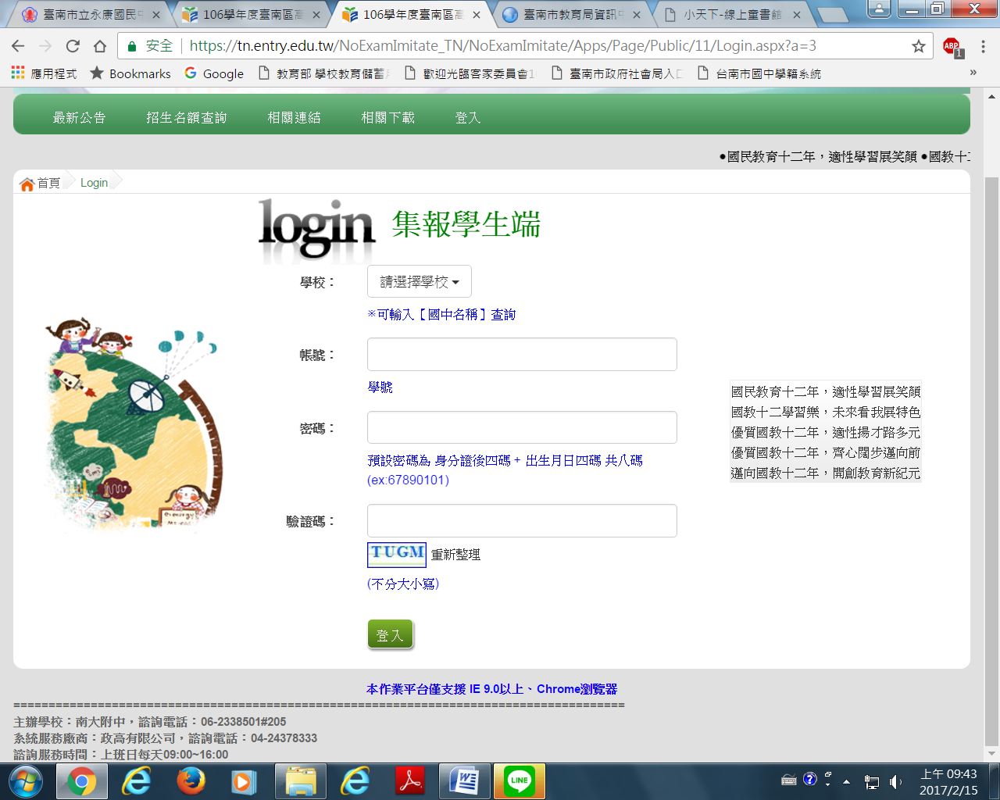 臺南市立永康國民
106學年度臺南區
106學年度臺南區
臺南市教育局資訊
小天下-線上童書館
安全
https://tn.entry.edu.tw/NoExamImitate_TN/NoExamImitate/Apps/Page/Public/11/Login.aspx?a=3
ABP
1
應用程式
Bookmarks
Google
教育部 學校教育儲蓄
歡迎光臨客家委員會
臺南市政府社會局入
台南市國中學籍系統
最新公告
招生名額查詢
相關連結
相關下載
登入
●國民教育十二年，適性學習展笑顏 ●國教十
首頁
Login
login
集報學生端
學校：
請選擇學校
※可輸入【國中名稱】查詢
帳號：
學號
密碼：
預設密碼為 身分證後四碼 + 出生月日四碼 共八碼
(ex:67890101)
驗證碼：
TUGM
重新整理
(不分大小寫)
登入
國民教育十二年，適性學習展笑顏
國教十二學習樂，未來看我展特色
優質國教十二年，適性揚才路多元
優質國教十二年，齊心闊步邁向前
邁向國教十二年，開創教育新紀元
本作業平台僅支援 IE 9.0以上、Chrome瀏覽器
主辦學校：南大附中，諮詢電話：06-2338501#205
系統服務廠商：政高有限公司，諮詢電話：04-24378333
諮詢服務時間：上班日每天09:00~16:00
LINE
上午 09:43
2017/2/15